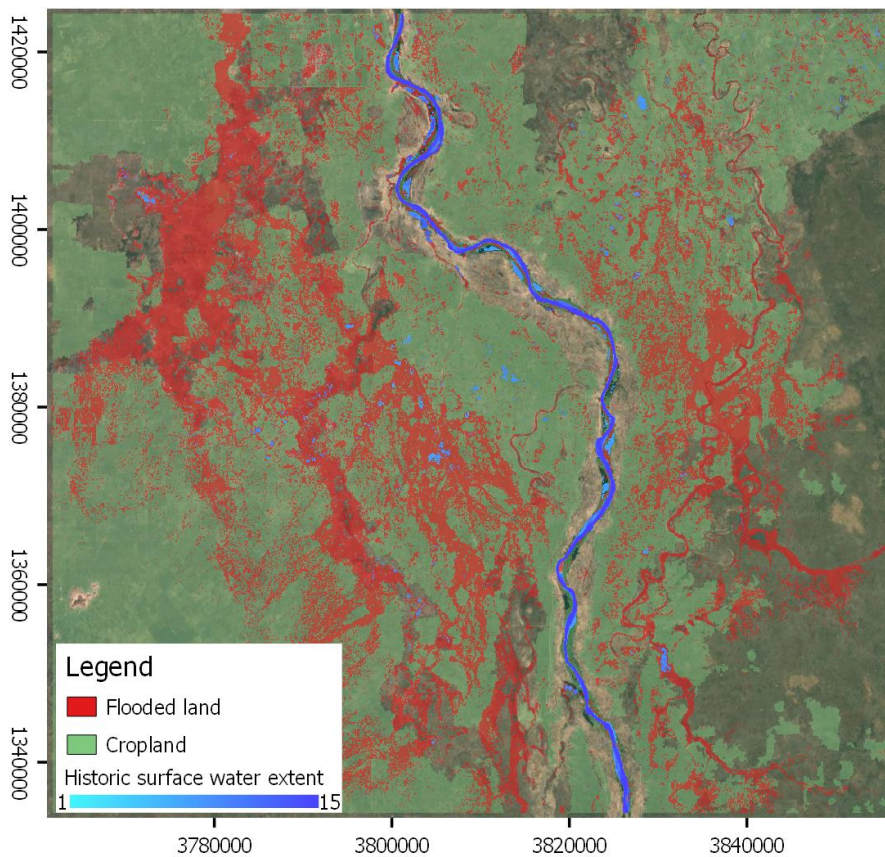 1420000
1400000
1380000
1360000
1340000
Legend
Flooded land
Cropland
Historic surface water extent
1 15
3780000 3800000 3820000 3840000